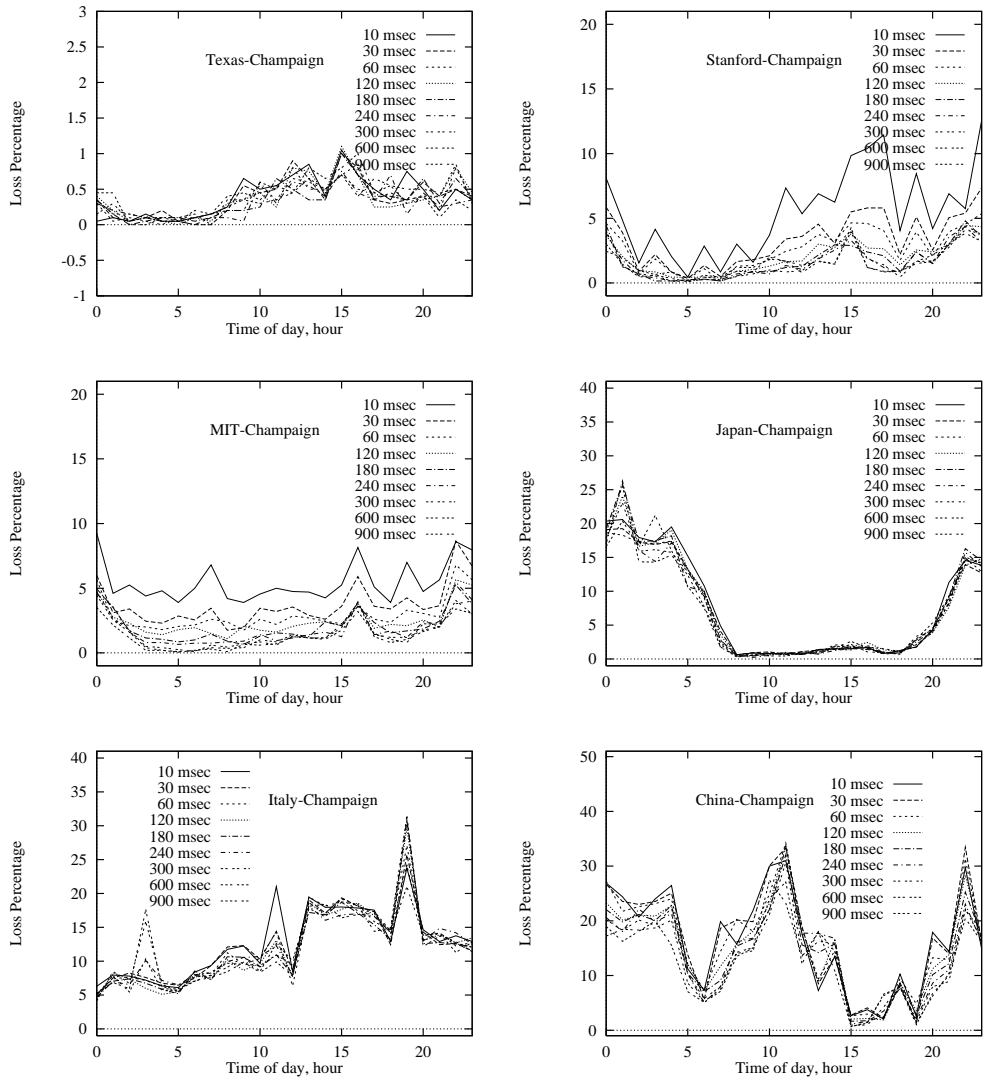 3
2.5
2
1.5
1
0.5
0
-0.5
-1
Loss Percentage
Texas-Champaign
10 msec
30 msec
60 msec
120 msec
180 msec
240 msec
300 msec
600 msec
900 msec
0 5 10 15 20
Time of day, hour
20
15
10
5
0
Loss Percentage
Stanford-Champaign
10 msec
30 msec
60 msec
120 msec
180 msec
240 msec
300 msec
600 msec
900 msec
0 5 10 15 20
Time of day, hour
20
15
10
5
0
Loss Percentage
MIT-Champaign
10 msec
30 msec
60 msec
120 msec
180 msec
240 msec
300 msec
600 msec
900 msec
0 5 10 15 20
Time of day, hour
40
35
30
25
20
15
10
5
0
Loss Percentage
Japan-Champaign
10 msec
30 msec
60 msec
120 msec
180 msec
240 msec
300 msec
600 msec
900 msec
0 5 10 15 20
Time of day, hour
40
35
30
25
20
15
10
5
0
Loss Percentage
Italy-Champaign
10 msec
30 msec
60 msec
120 msec
180 msec
240 msec
300 msec
600 msec
900 msec
0 5 10 15 20
Time of day, hour
50
40
30
20
10
0
Loss Percentage
China-Champaign
10 msec
30 msec
60 msec
120 msec
180 msec
240 msec
300 msec
600 msec
900 msec
0 5 10 15 20
Time of day, hour